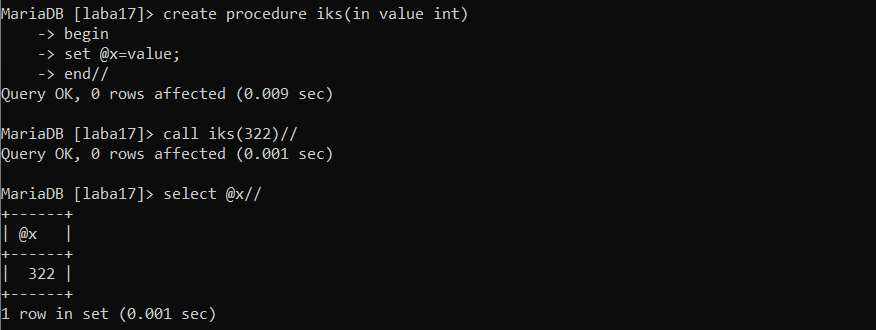 MariaDB [laba17]> create procedure iks(in value int)
    -> begin
    -> set @x=value;
    -> end//
Query OK, 0 rows affected (0.009 sec)

MariaDB [laba17]> call iks(322)//
Query OK, 0 rows affected (0.001 sec)

MariaDB [laba17]> select @x//
+------+
| @x   |
+------+
|  322 |
+------+
1 row in set (0.001 sec)